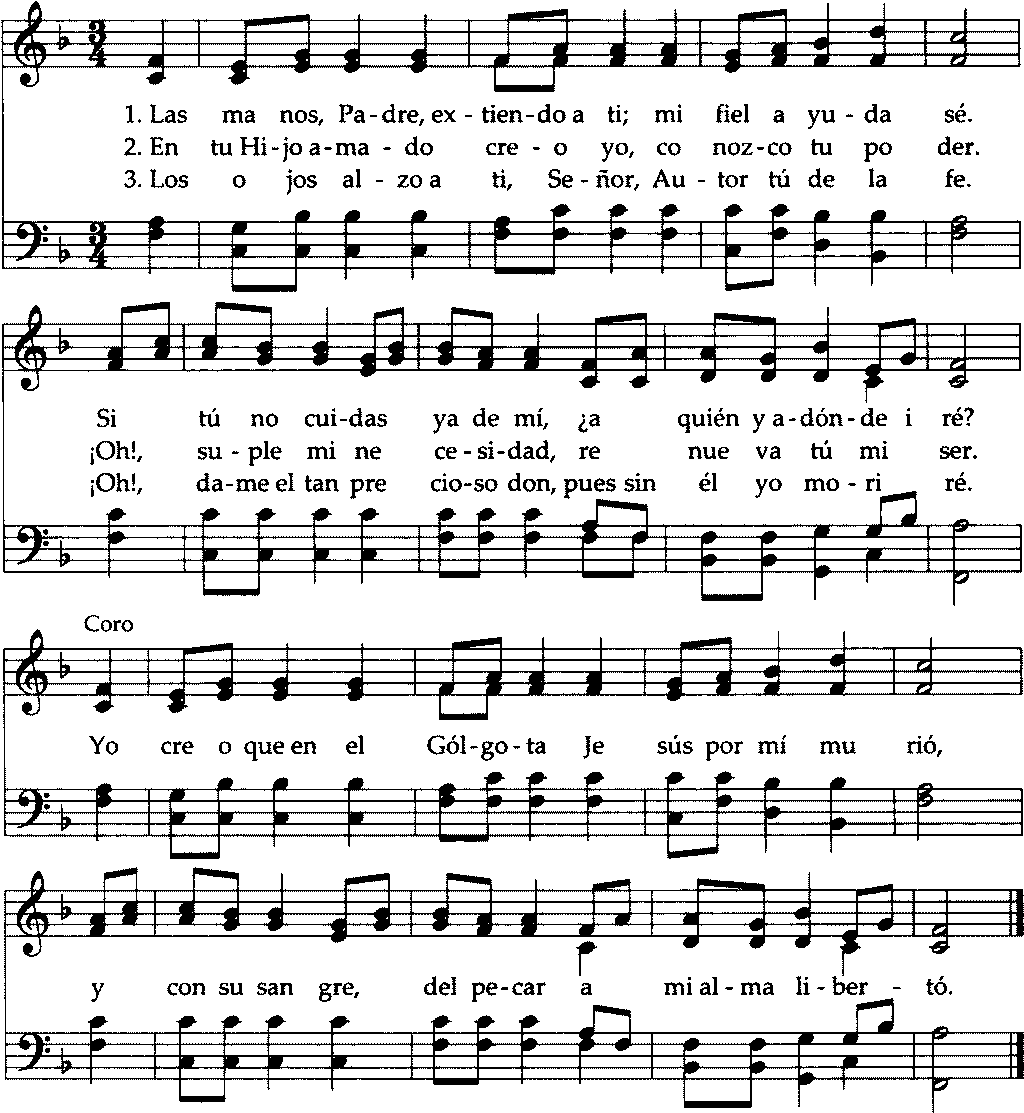 1. Las ma nos, Pa-dre, ex - tien-do a ti; mi fiel a yu - da sé.
2. En tu Hi-jo a-ma - do cre - o yo, co noz-co tu po der.
3. Los o jos al - zo a ti, Se - ñor, Au - tor tú de la fe.
Si tú no cui-das ya de mí, ¿a quién y a-dón-de i ré?
¡Oh!, su - ple mi ne ce-si-dad, re nue va tú mi ser.
¡Oh!, da-me el tan pre cio-so don, pues sin él yo mo - ri ré.
Coro
Yo cre o que en el Gól-go-ta Je sús por mí mu rió,
y con su san gre, del pe-car a mi al-ma li-ber - tó.